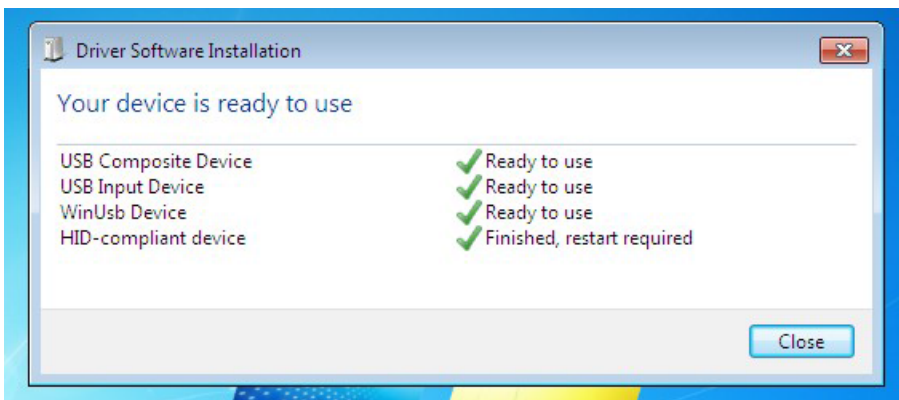 Driver Software Installation
Your device is ready to use
USB Composite Device Ready to use
USB Input Device Ready to use
WinUsb Device Ready to use
HID-compliant device Finished, restart required
Close